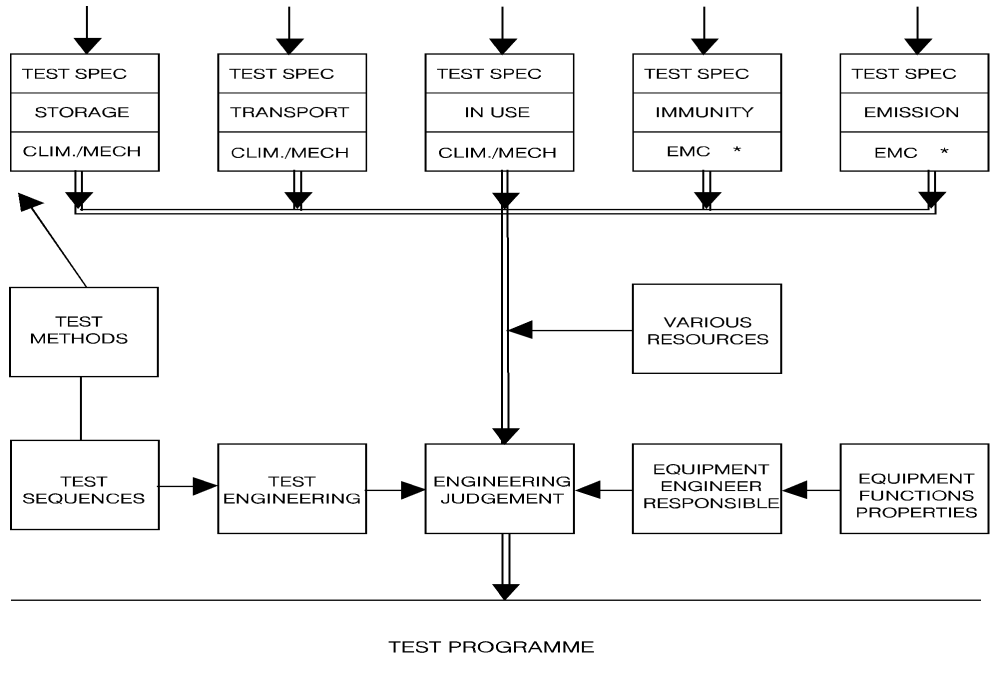 TEST SPEC
STORAGE
CLIM./MECH
TEST SPEC
TRANSPORT
CLIM./MECH
TEST SPEC
IN USE
CLIM./MECH
TEST SPEC
IMMUNITY
EMC *
TEST SPEC
EMISSION
EMC *
TEST
METHODS
VARIOUS
RESOURCES
TEST
SEQUENCES
TEST
ENGINEERING
ENGINEERING
JUDGEMENT
EQUIPMENT
ENGINEER
RESPONSIBLE
EQUIPMENT
FUNCTIONS
PROPERTIES
TEST PROGRAMME